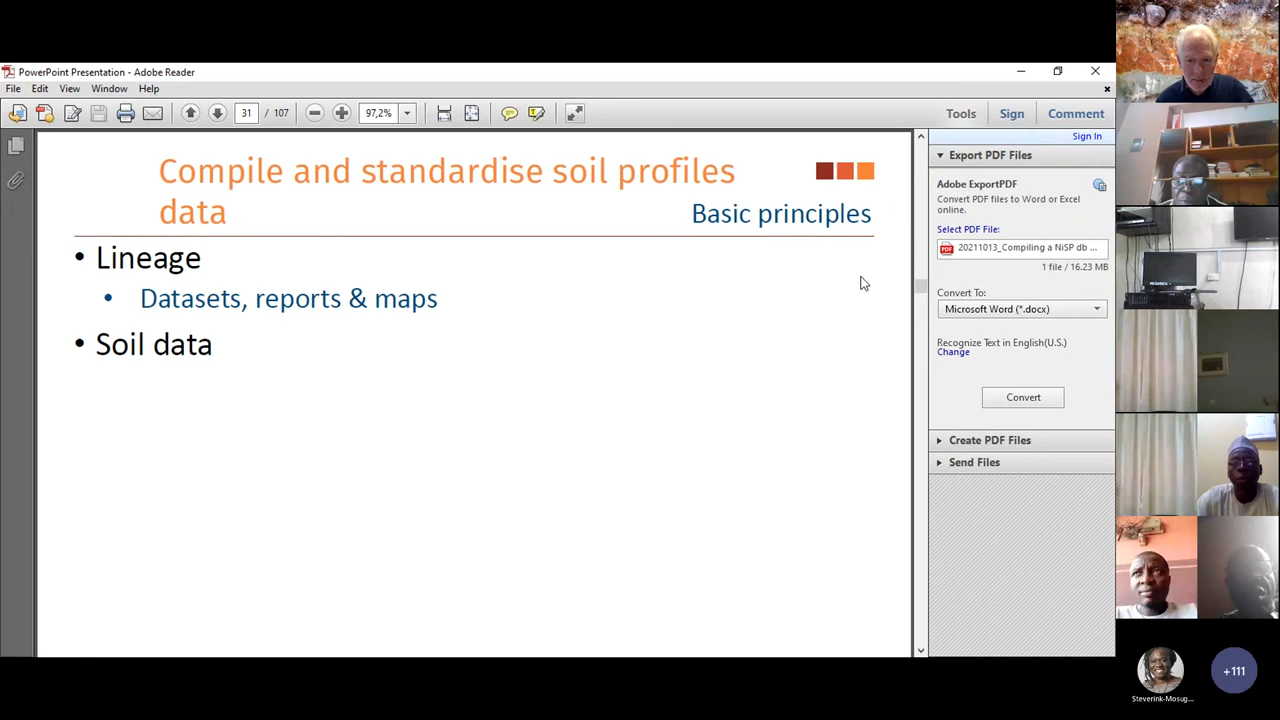 PowerPoint Presentation - Adobe Reader
File Edit View Window Help
31 / 107 97,2% Tools Sign Comment
Sign In
Export PDF Files
Adobe ExportPDF
Convert PDF files to Word or Excel
online.
Select PDF File:
20211013_Compiling a NiSP db ...
1 file / 16.23 MB
Convert To:
Microsoft Word (*.docx)
Recognize Text in English(U.S.)
Change
Convert
Create PDF Files
Send Files
Compile and standardise soil profiles
data
Basic principles
• Lineage
• Datasets, reports & maps
• Soil data
+111
Steverink-Mosug...